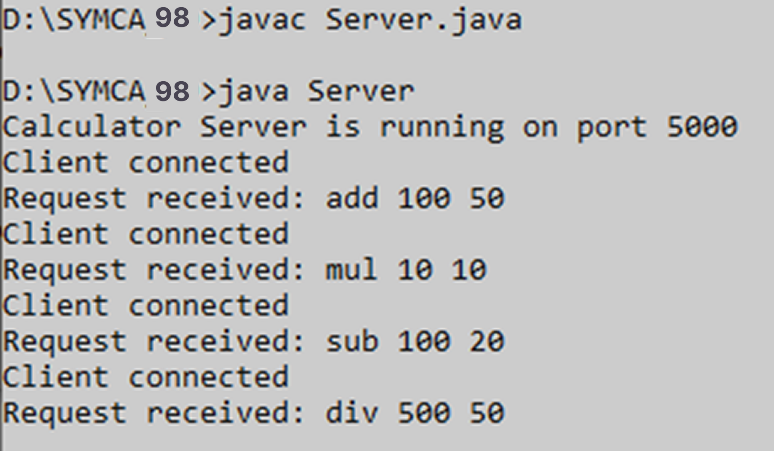 D:\SYMCA 98 >javac Server.java
D:\SYMCA 98 >java Server
Calculator Server is running on port 5000
Client connected
Request received: add 100 50
Client connected
Request received: mul 10 10
Client connected
Request received: sub 100 20
Client connected
Request received: div 500 50